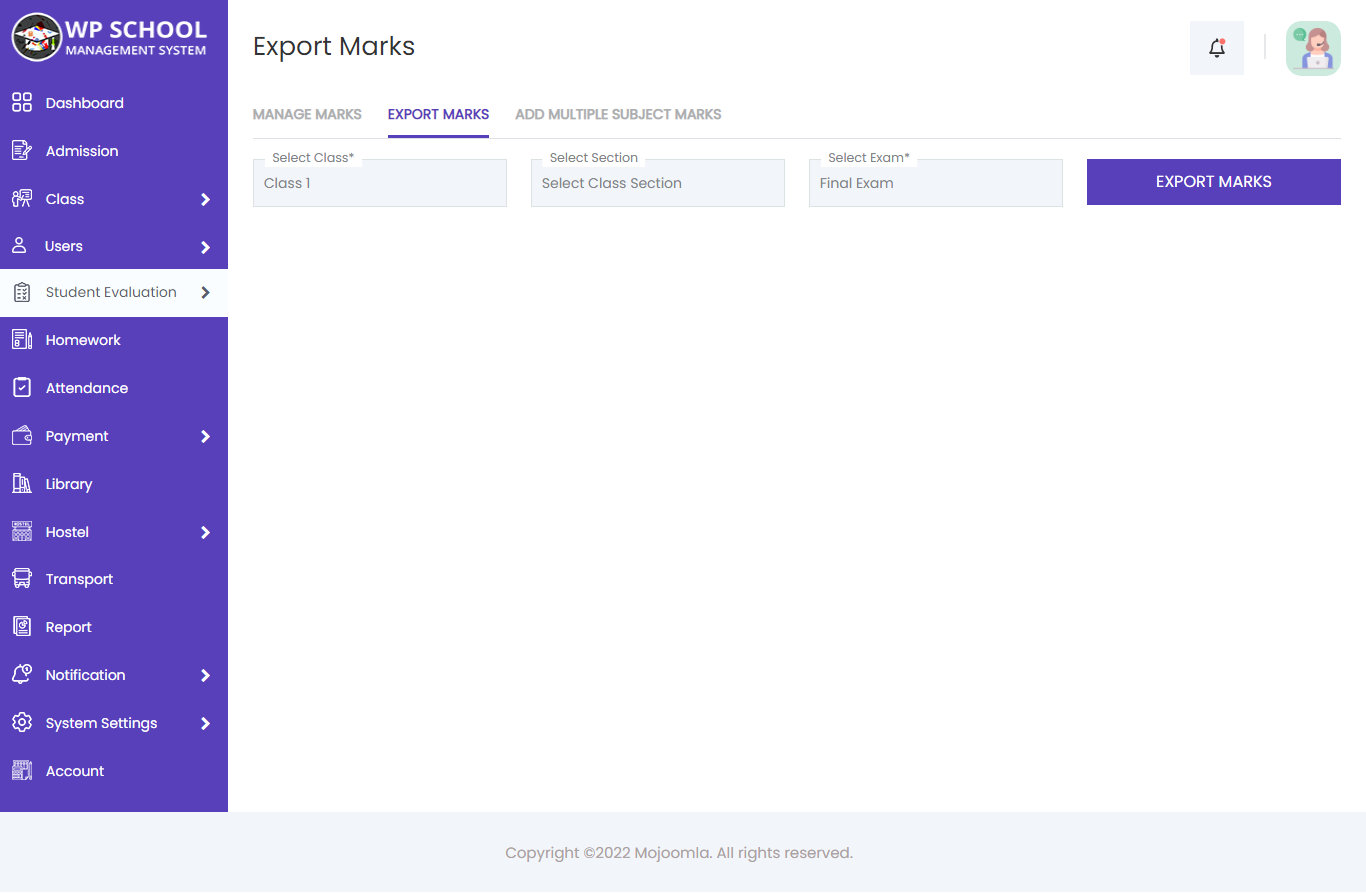 WP SCHOOL
MANAGEMENT SYSTEM
Dashboard
Admission
Class
Users
Student Evaluation
Homework
Attendance
Payment
Library
Hostel
Transport
Report
Notification
System Settings
Account
Export Marks
MANAGE MARKS EXPORT MARKS ADD MULTIPLE SUBJECT MARKS
Select Class* Select Section Select Exam*
Class 1 Select Class Section Final Exam EXPORT MARKS
Copyright ©2022 Mojoomla. All rights reserved.